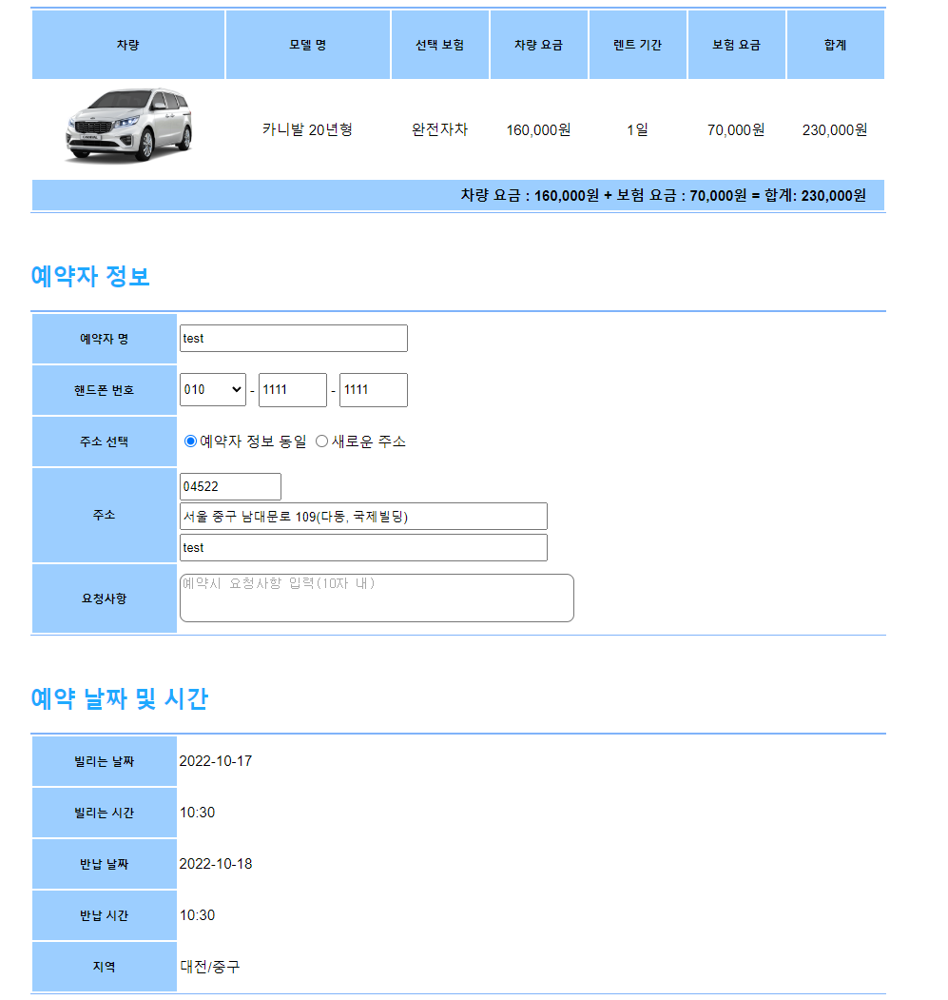 차량 모델 명 선택 보험 차량 요금 렌트 기간 보험 요금 합계
카니발 20년형 완전자차 160,000원 1일 70,000원 230,000원
차량 요금 : 160,000원 + 보험 요금 : 70,000원 = 합계: 230,000원
예약자 정보
예약자 명 test
핸드폰 번호 010 - 1111 - 1111
주소 선택 예약자 정보 동일 새로운 주소
04522
주소 서울 중구 남대문로 109(다동, 국제빌딩)
test
요청사항 예약시 요청사항 입력(10자 내)
예약 날짜 및 시간
빌리는 날짜 2022-10-17
빌리는 시간 10:30
반납 날짜 2022-10-18
반납 시간 10:30
지역 대전/중구